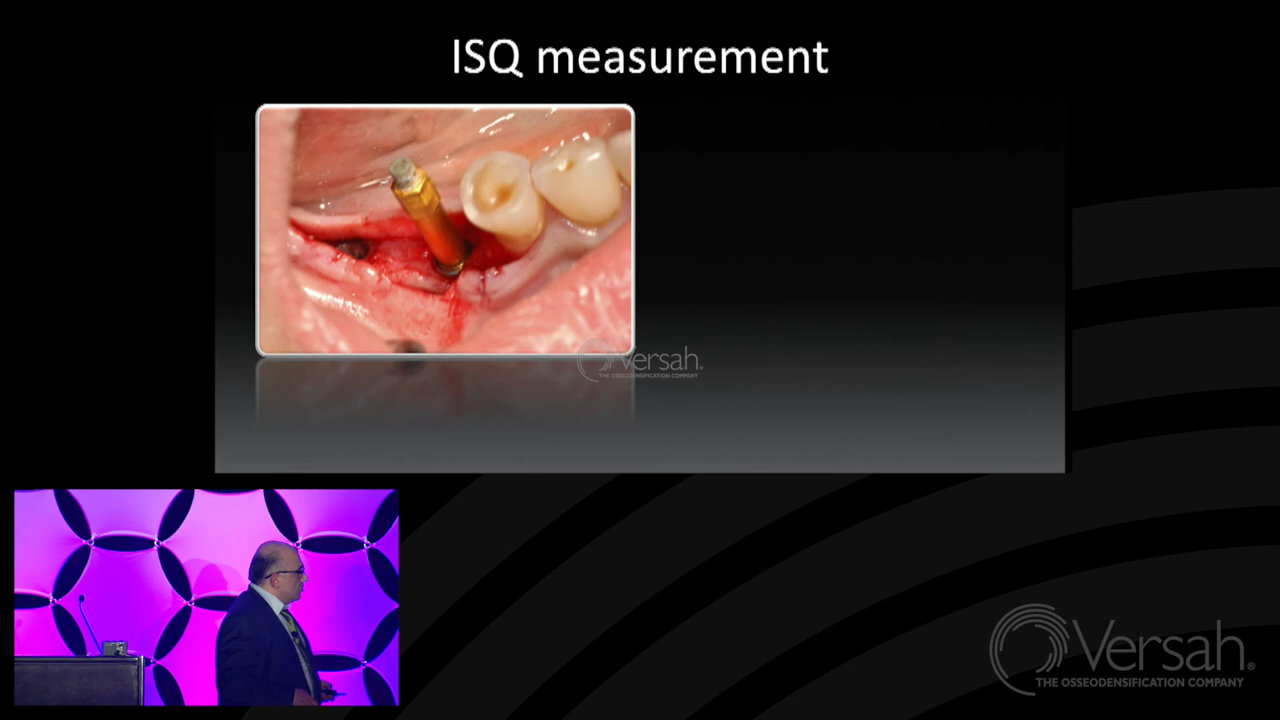 ISQ measurement
Versah®
THE OSSEODENSIFICATION COMPANY
Versah®
THE OSSEODENSIFICATION COMPANY